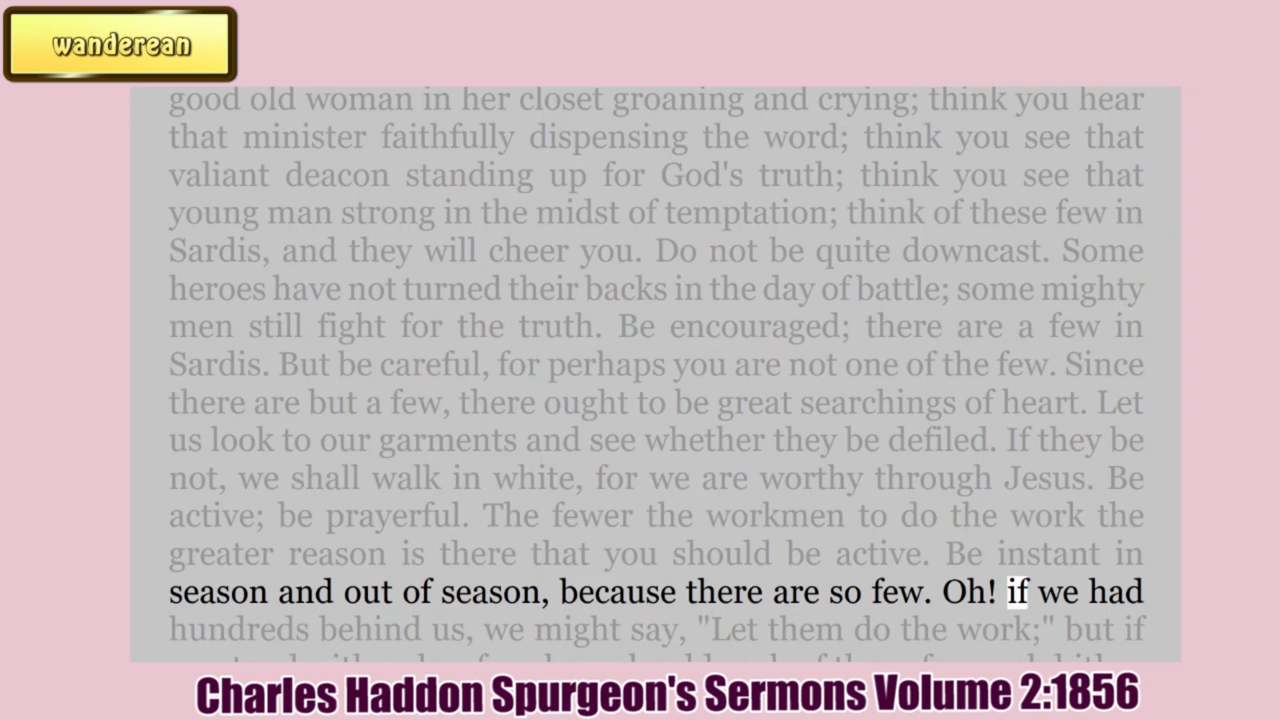 wanderean
good old woman in her closet groaning and crying; think you hear
that minister faithfully dispensing the word; think you see that
valiant deacon standing up for God's truth; think you see that
young man strong in the midst of temptation; think of these few in
Sardis, and they will cheer you. Do not be quite downcast. Some
heroes have not turned their backs in the day of battle; some mighty
men still fight for the truth. Be encouraged; there are a few in
Sardis. But be careful, for perhaps you are not one of the few. Since
there are but a few, there ought to be great searchings of heart. Let
us look to our garments and see whether they be defiled. If they be
not, we shall walk in white, for we are worthy through Jesus. Be
active; be prayerful. The fewer the workmen to do the work the
greater reason is there that you should be active. Be instant in
season and out of season, because there are so few. Oh! if we had
hundreds behind us, we might say, "Let them do the work;" but if
Charles Haddon Spurgeon's Sermons Volume 2:1856